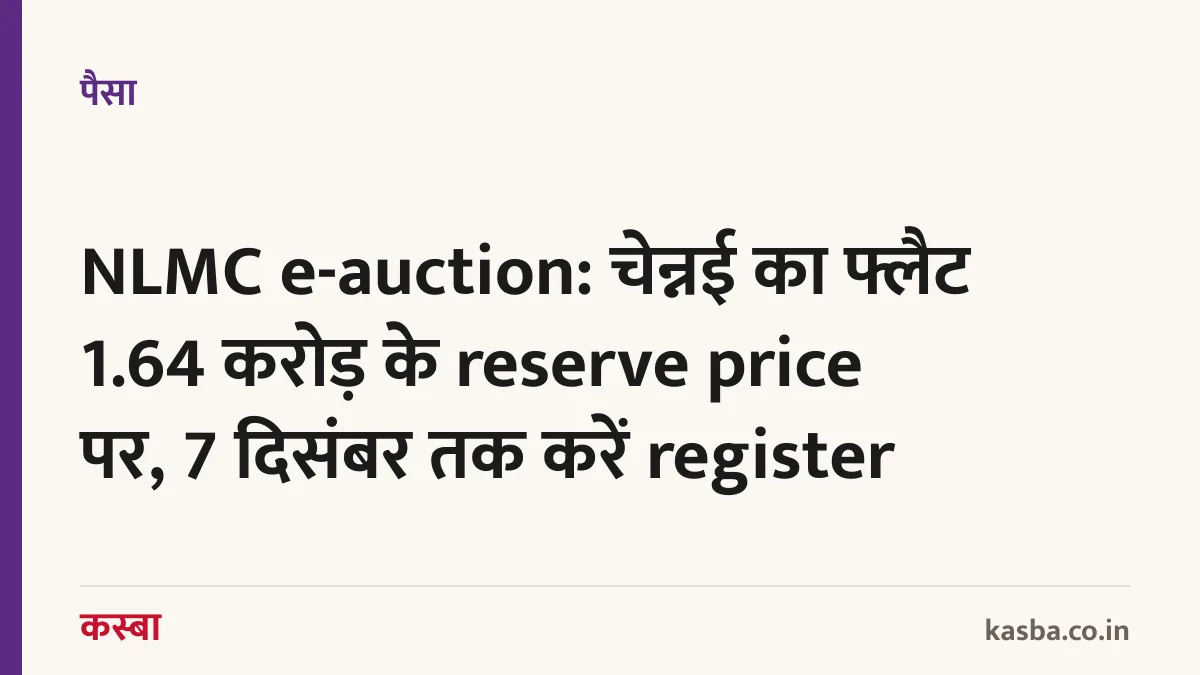 पैसा
NLMC e-auction: चेन्नई का फ्लैट
1.64 करोड़ के reserve price
पर, 7 दिसंबर तक करें register
कस्बा
kasba.co.in